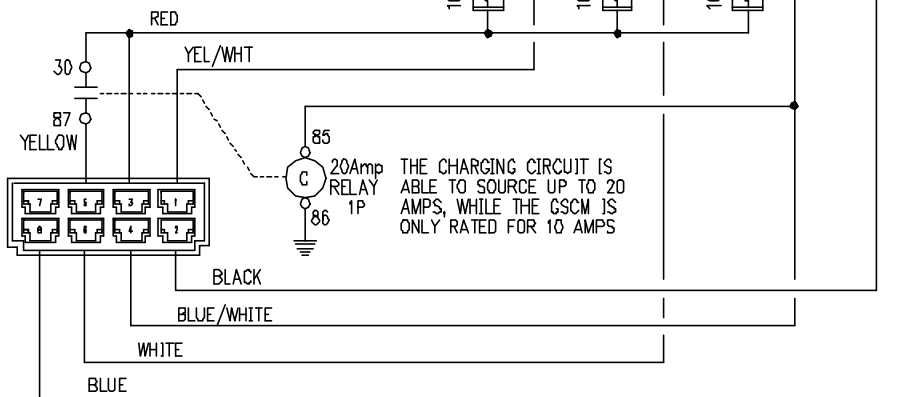 RED
YEL/WHT
30
87
YELLOW
85
20Amp
RELAY
1P
C
86
THE CHARGING CIRCUIT IS
ABLE TO SOURCE UP TO 20
AMPS, WHILE THE GSCM IS
ONLY RATED FOR 10 AMPS
7 5 3 1
8 6 4 2
BLACK
BLUE/WHITE
WHITE
BLUE